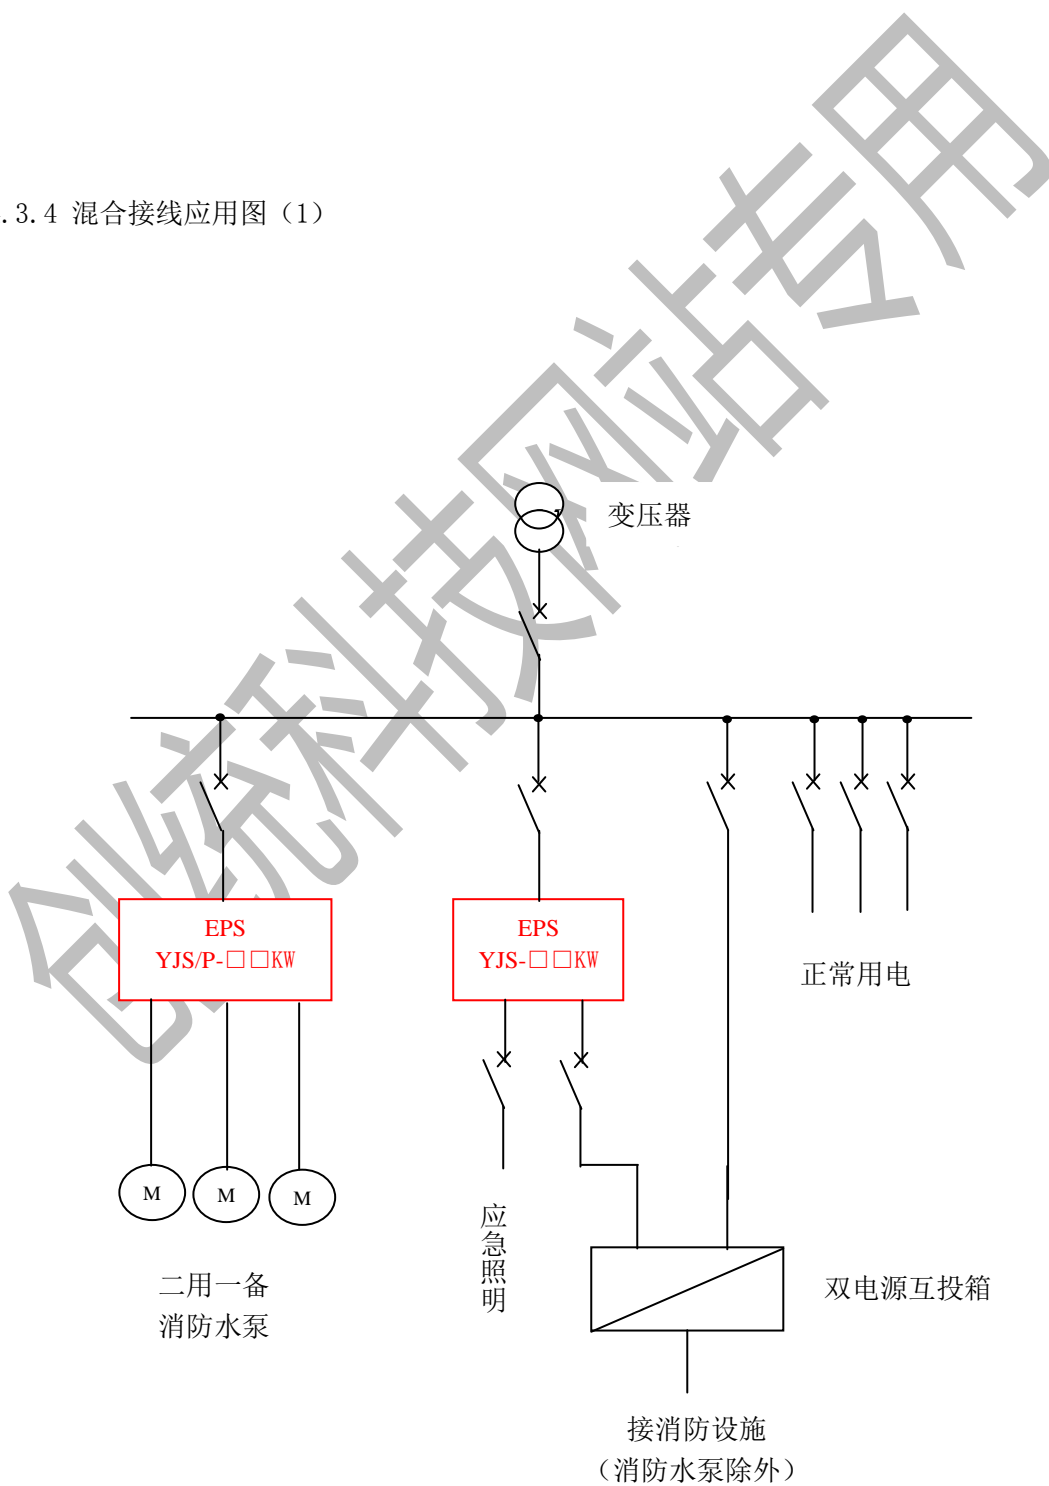 .3.4 混合接线应用图（1）
创统科技网站专用
变压器
EPS
YJS/P-□□KW
EPS
YJS-□□KW
正常用电
M
M
M
应急照明
二用一备
消防水泵
双电源互投箱
接消防设施
（消防水泵除外）